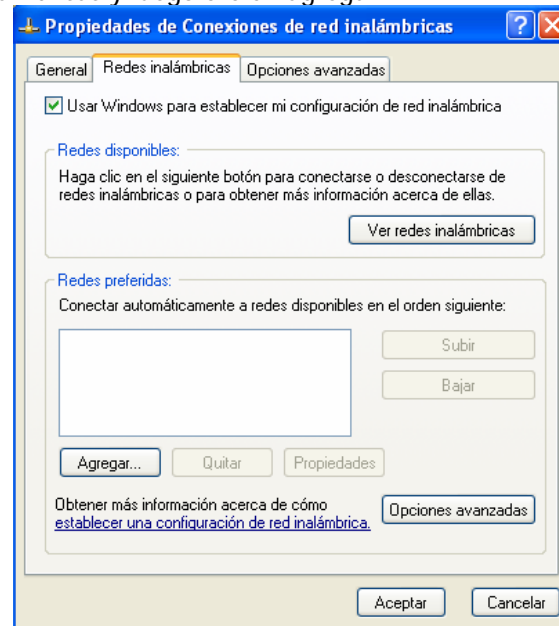 Propiedades de Conexiones de red inalámbricas
General Redes inalámbricas Opciones avanzadas
Usar Windows para establecer mi configuración de red inalámbrica
Redes disponibles:
Haga clic en el siguiente botón para conectarse o desconectarse de
redes inalámbricas o para obtener más información acerca de ellas.
Ver redes inalámbricas
Redes preferidas:
Conectar automáticamente a redes disponibles en el orden siguiente:
Subir
Bajar
Agregar... Quitar Propiedades
Obtener más información acerca de cómo
establecer una configuración de red inalámbrica.
Opciones avanzadas
Aceptar Cancelar